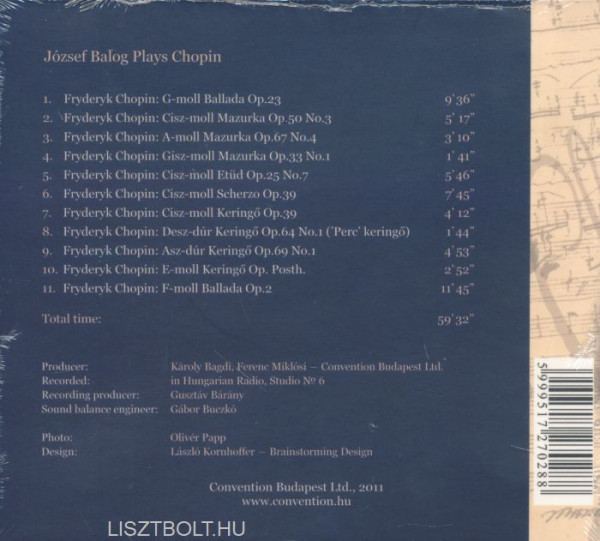 József Balog Plays Chopin
1. Fryderyk Chopin: G-moll Ballada Op.23 9'36"
2. Fryderyk Chopin: Cisz-moll Mazurka Op.50 No.3 5'17"
3. Fryderyk Chopin: A-moll Mazurka Op.67 No.4 3'10"
4. Fryderyk Chopin: Gisz-moll Mazurka Op.33 No.1 1'41"
5. Fryderyk Chopin: Cisz-moll Etűd Op.25 No.7 5'46"
6. Fryderyk Chopin: Cisz-moll Scherzo Op.39 7'45"
7. Fryderyk Chopin: Cisz-moll Keringő Op.39 4'12"
8. Fryderyk Chopin: Desz-dúr Keringő Op.64 No.1 ('Perc' keringő) 1'44"
9. Fryderyk Chopin: Asz-dúr Keringő Op.69 No.1 4'53"
10. Fryderyk Chopin: E-moll Keringő Op. Posth. 2'52"
11. Fryderyk Chopin: F-moll Ballada Op.2 11'45"
Total time: 59'32"
Producer: Károly Bagdi, Ferenc Miklósi – Convention Budapest Ltd.
Recorded: in Hungarian Rádio, Studio № 6
Recording producer: Gusztáv Bárány
Sound balance engineer: Gábor Buczkó
Photo: Olivér Papp
Design: László Kornhoffer – Brainstorming Design
Convention Budapest Ltd., 2011
www.convention.hu
LISZTBOLT.HU
5999517270288